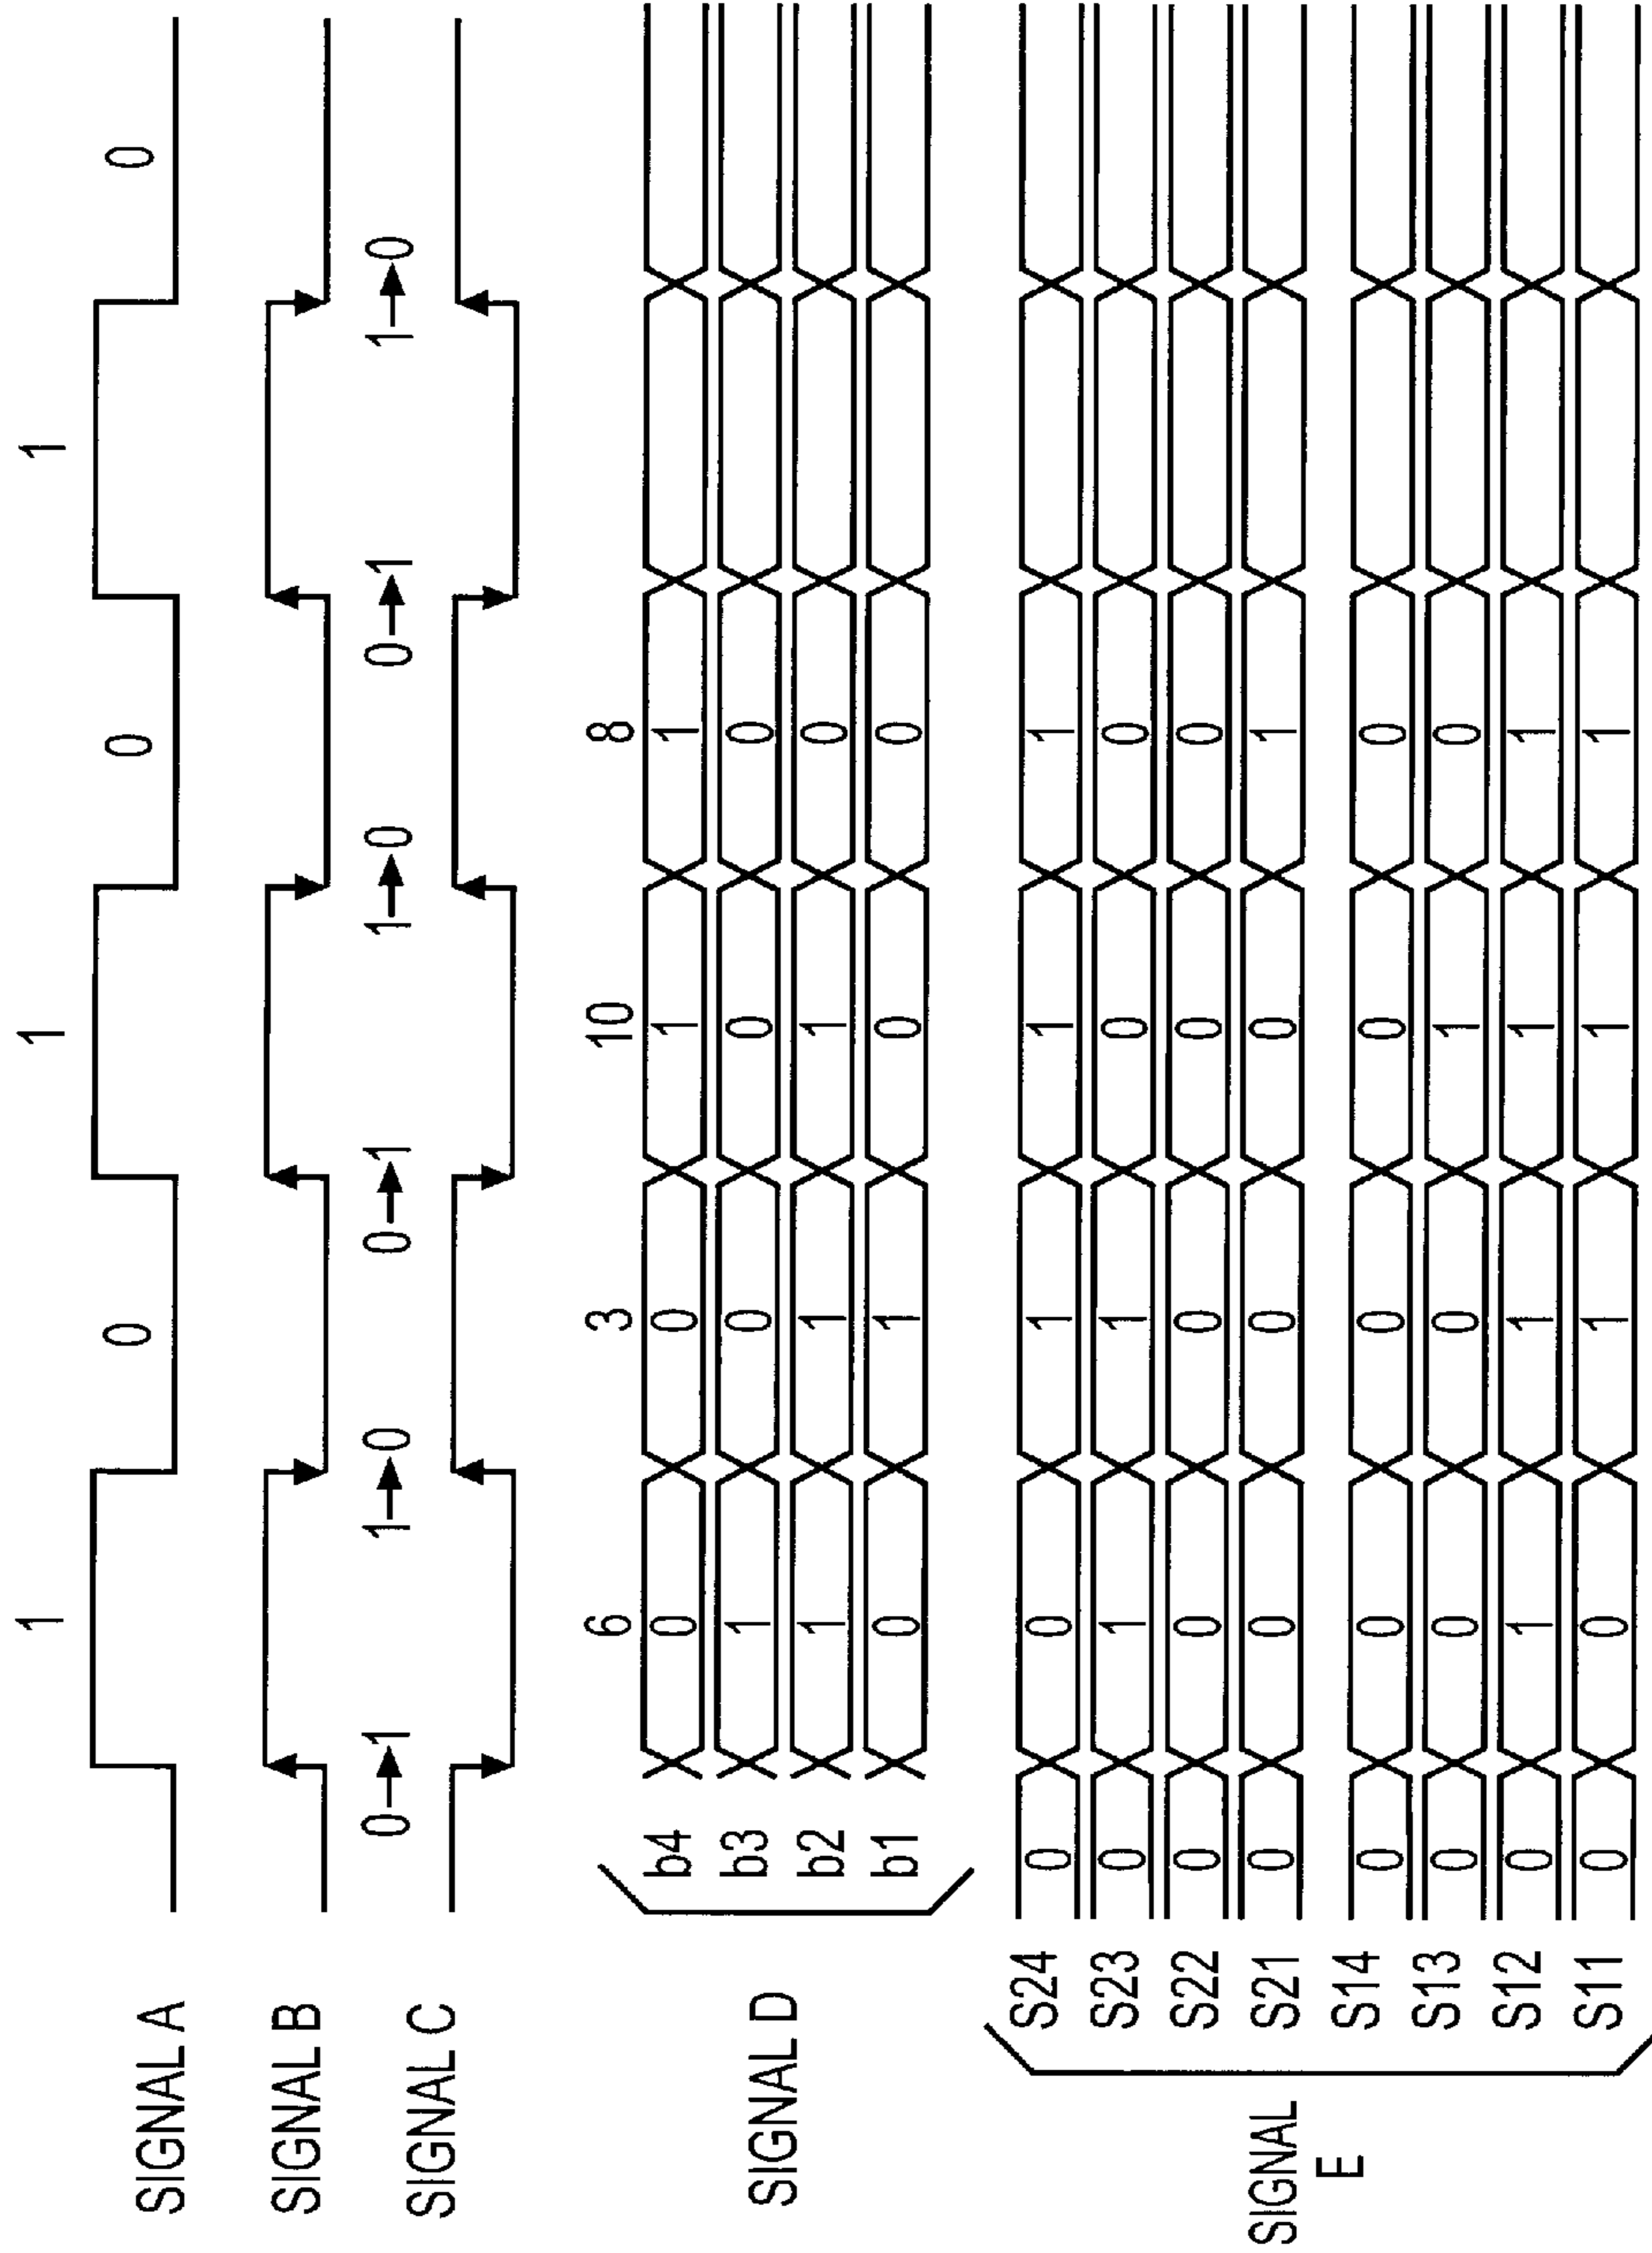 SIGNAL A 1 0 1 0 1 0
SIGNAL B
0→1 1→0 0→1 1→0 0→1 1→0
SIGNAL C
6 3 10 8
SIGNAL D
b4 0 0 1 1
b3 1 0 0 0
b2 1 1 1 0
b1 0 1 0 0
SIGNAL
E
S24 0 0 1 1 1
S23 0 1 1 0 0
S22 0 0 0 0 0
S21 0 0 0 0 1
S14 0 0 0 0 0
S13 0 0 0 1 0
S12 0 1 1 1 1
S11 0 0 1 1 1